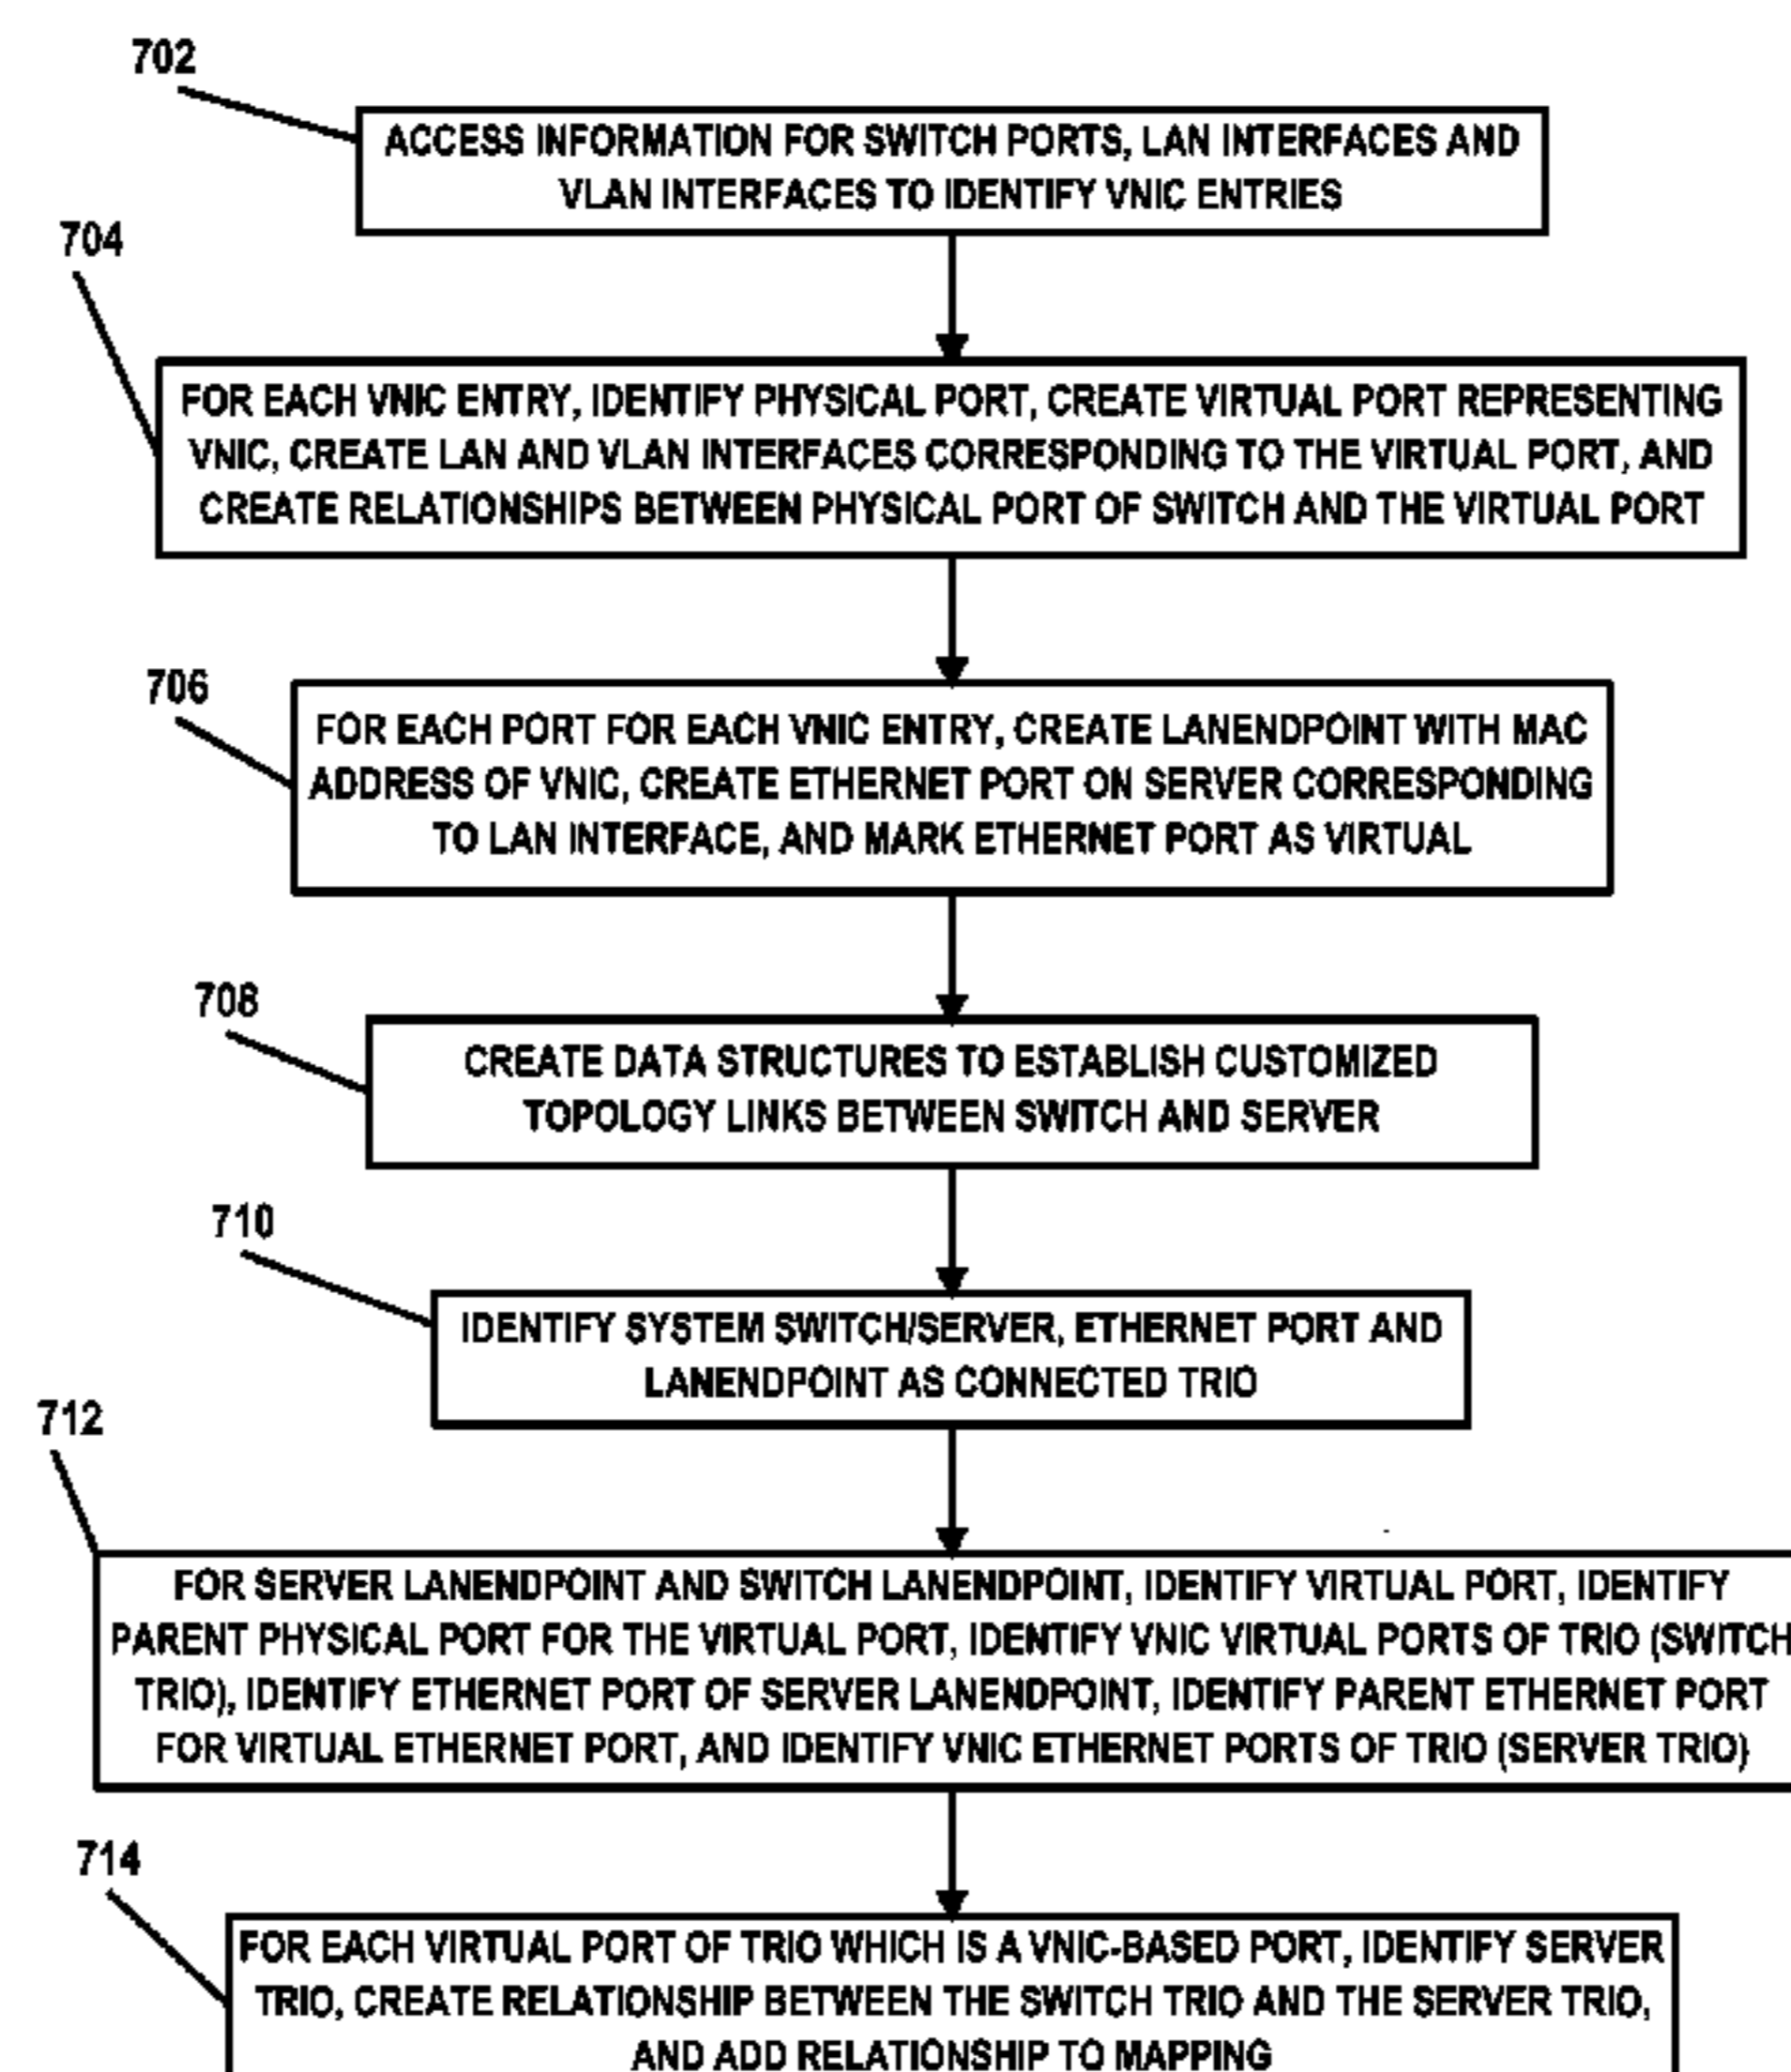 702
ACCESS INFORMATION FOR SWITCH PORTS, LAN INTERFACES AND
VLAN INTERFACES TO IDENTIFY VNIC ENTRIES
704
FOR EACH VNIC ENTRY, IDENTIFY PHYSICAL PORT, CREATE VIRTUAL PORT REPRESENTING
VNIC, CREATE LAN AND VLAN INTERFACES CORRESPONDING TO THE VIRTUAL PORT, AND
CREATE RELATIONSHIPS BETWEEN PHYSICAL PORT OF SWITCH AND THE VIRTUAL PORT
706
FOR EACH PORT FOR EACH VNIC ENTRY, CREATE LANENDPOINT WITH MAC
ADDRESS OF VNIC, CREATE ETHERNET PORT ON SERVER CORRESPONDING
TO LAN INTERFACE, AND MARK ETHERNET PORT AS VIRTUAL
708
CREATE DATA STRUCTURES TO ESTABLISH CUSTOMIZED
TOPOLOGY LINKS BETWEEN SWITCH AND SERVER
710
IDENTIFY SYSTEM SWITCH/SERVER, ETHERNET PORT AND
LANENDPOINT AS CONNECTED TRIO
712
FOR SERVER LANENDPOINT AND SWITCH LANENDPOINT, IDENTIFY VIRTUAL PORT, IDENTIFY
PARENT PHYSICAL PORT FOR THE VIRTUAL PORT, IDENTIFY VNIC VIRTUAL PORTS OF TRIO (SWITCH
TRIO), IDENTIFY ETHERNET PORT OF SERVER LANENDPOINT, IDENTIFY PARENT ETHERNET PORT
FOR VIRTUAL ETHERNET PORT, AND IDENTIFY VNIC ETHERNET PORTS OF TRIO (SERVER TRIO)
714
FOR EACH VIRTUAL PORT OF TRIO WHICH IS A VNIC-BASED PORT, IDENTIFY SERVER
TRIO, CREATE RELATIONSHIP BETWEEN THE SWITCH TRIO AND THE SERVER TRIO,
AND ADD RELATIONSHIP TO MAPPING